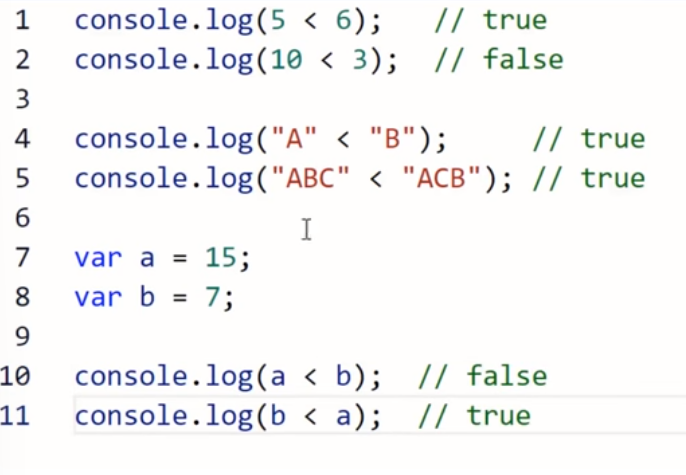 1 console.log(5 < 6);   // true
2 console.log(10 < 3);  // false
3
4 console.log("A" < "B");     // true
5 console.log("ABC" < "ACB"); // true
6
7 var a = 15;
8 var b = 7;
9
10 console.log(a < b);  // false
11 console.log(b < a);  // true